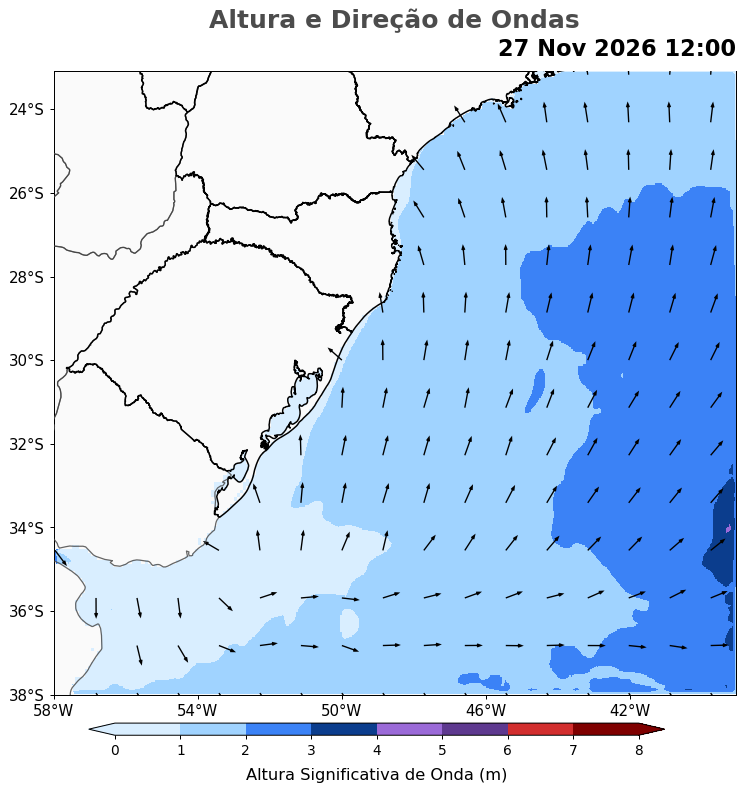 Altura e Direção de Ondas
27 Nov 2026 12:00
24°S
26°S
28°S
30°S
32°S
34°S
36°S
38°S
58°W 54°W 50°W 46°W 42°W
0 1 2 3 4 5 6 7 8
Altura Significativa de Onda (m)